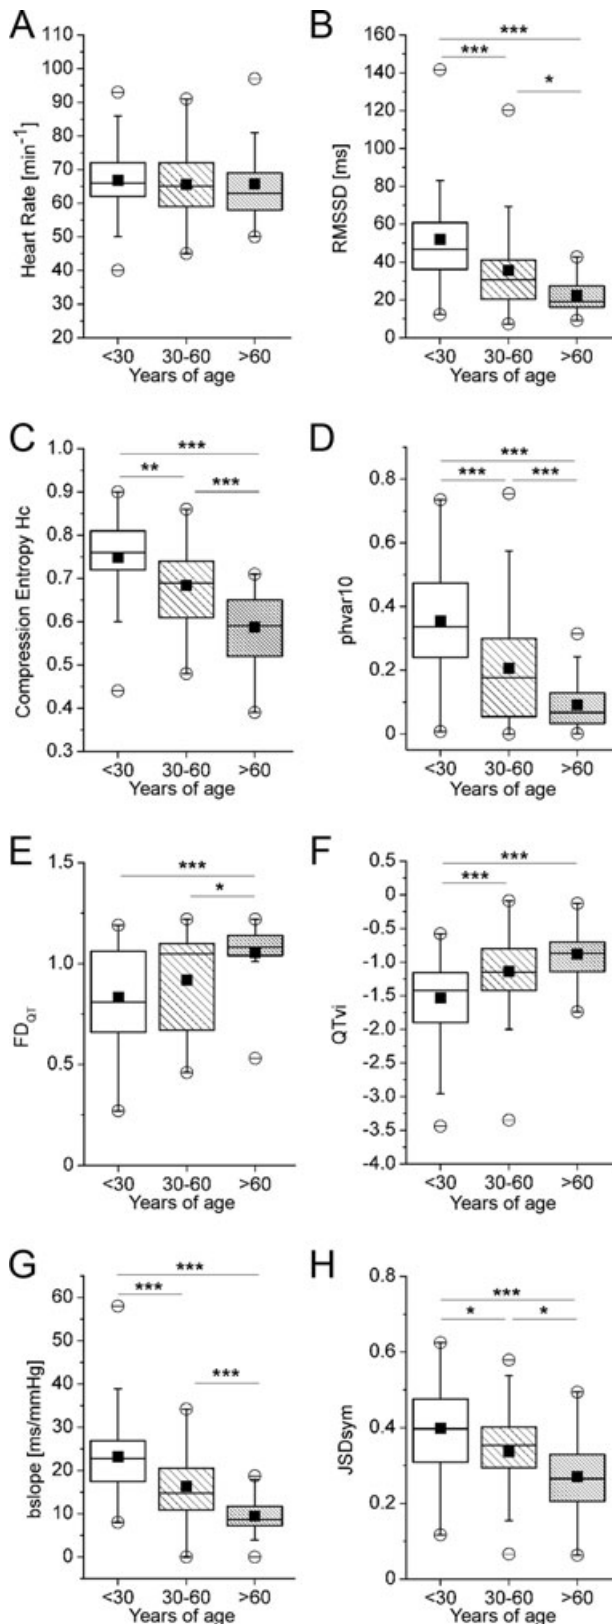 A
Heart Rate [min⁻¹]
110
100
90
80
70
60
50
40
30
20
<30 30-60 >60
Years of age
B
RMSSD [ms]
***
***
*
160
140
120
100
80
60
40
20
0
<30 30-60 >60
Years of age
C
Compression Entropy Hc
***
**
***
1.0
0.9
0.8
0.7
0.6
0.5
0.4
0.3
<30 30-60 >60
Years of age
D
phvar10
***
***
***
0.8
0.6
0.4
0.2
0
<30 30-60 >60
Years of age
E
FDQT
***
*
1.5
1.0
0.5
0
<30 30-60 >60
Years of age
F
QTvi
***
***
0.5
0
-0.5
-1.0
-1.5
-2.0
-2.5
-3.0
-3.5
-4.0
<30 30-60 >60
Years of age
G
bslope [ms/mmHg]
***
***
***
60
50
40
30
20
10
0
<30 30-60 >60
Years of age
H
JSDsym
***
*
*
0.8
0.6
0.4
0.2
0
<30 30-60 >60
Years of age